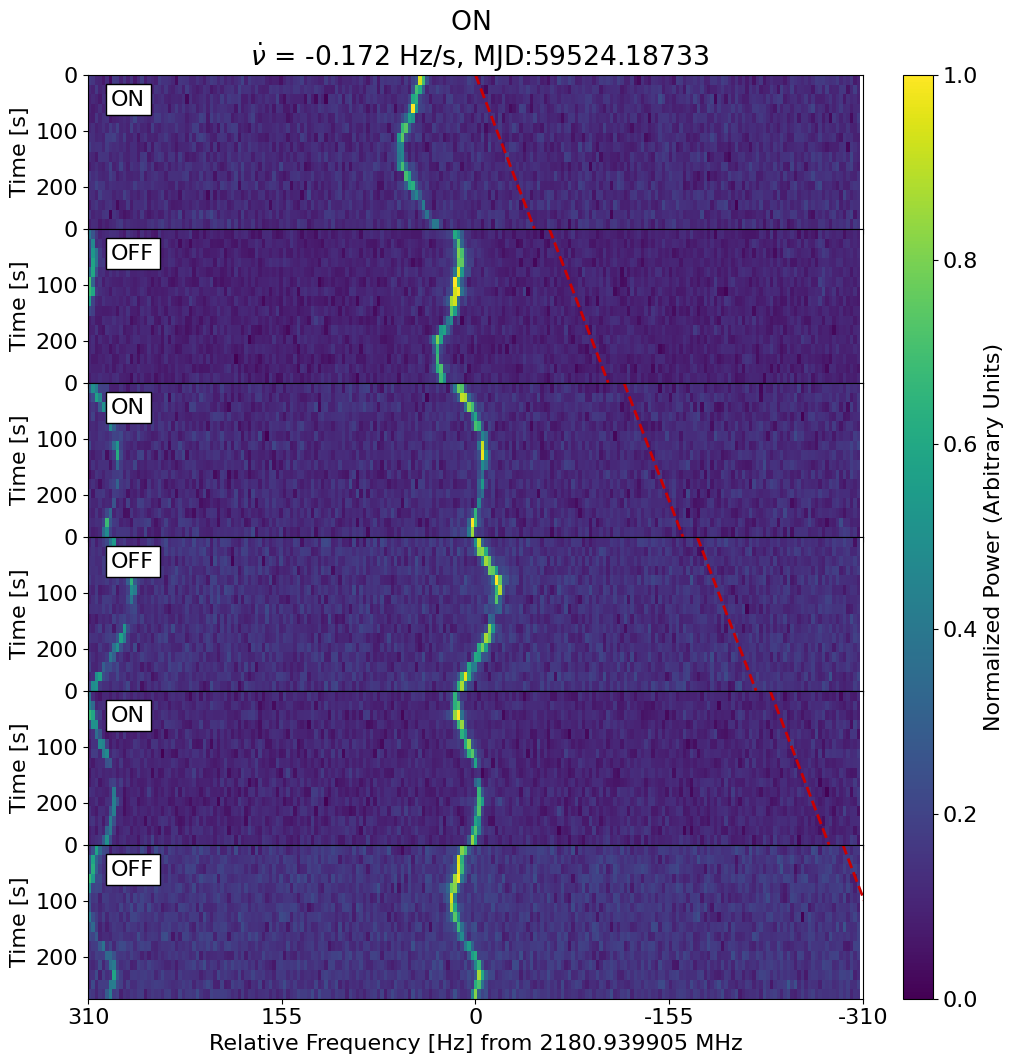 ON
ν̇ = -0.172 Hz/s, MJD:59524.18733
0
100
200
Time [s]
ON
0
100
200
Time [s]
OFF
0
100
200
Time [s]
ON
0
100
200
Time [s]
OFF
0
100
200
Time [s]
ON
0
100
200
Time [s]
OFF
310 155 0 -155 -310
Relative Frequency [Hz] from 2180.939905 MHz
1.0
0.8
0.6
0.4
0.2
0.0
Normalized Power (Arbitrary Units)